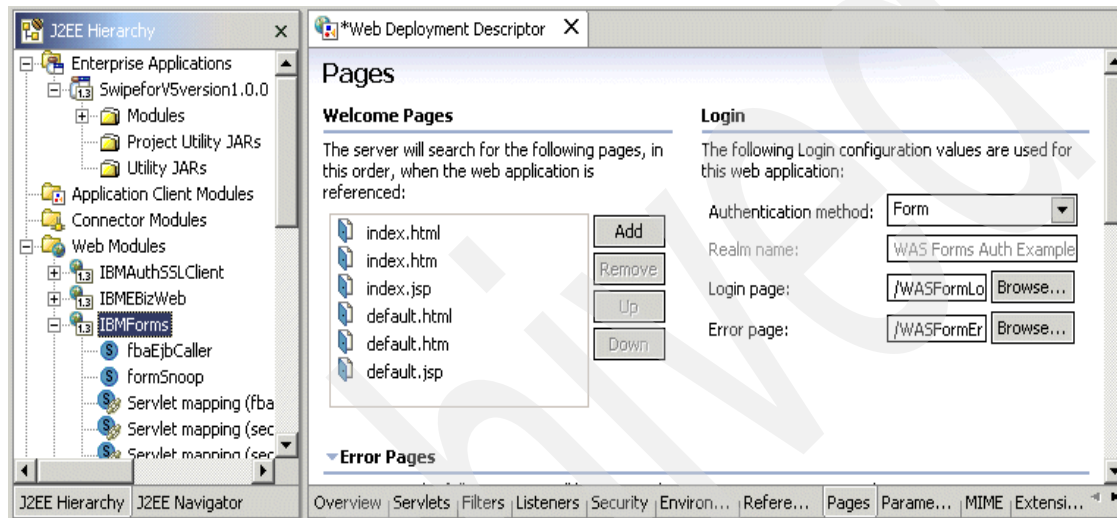 J2EE Hierarchy
Enterprise Applications
SwipeforV5version1.0.0
Modules
Project Utility JARs
Utility JARs
Application Client Modules
Connector Modules
Web Modules
IBMAuthSSLClient
IBMEBizWeb
IBMForms
fbaEjbCaller
formSnoop
Servlet mapping (fba
Servlet mapping (sec
Servlet mapping (sec
J2EE Hierarchy
J2EE Navigator
*Web Deployment Descriptor
Pages
Welcome Pages
The server will search for the following pages, in
this order, when the web application is
referenced:
index.html
index.htm
index.jsp
default.html
default.htm
default.jsp
Add
Remove
Up
Down
Login
The following Login configuration values are used for
this web application:
Authentication method: Form
Realm name: WAS Forms Auth Example
Login page: /WASFormLo Browse...
Error page: /WASFormEr Browse...
Error Pages
Overview Servlets Filters Listeners Security Environ... Refere... Pages Parame... MIME Extensi...